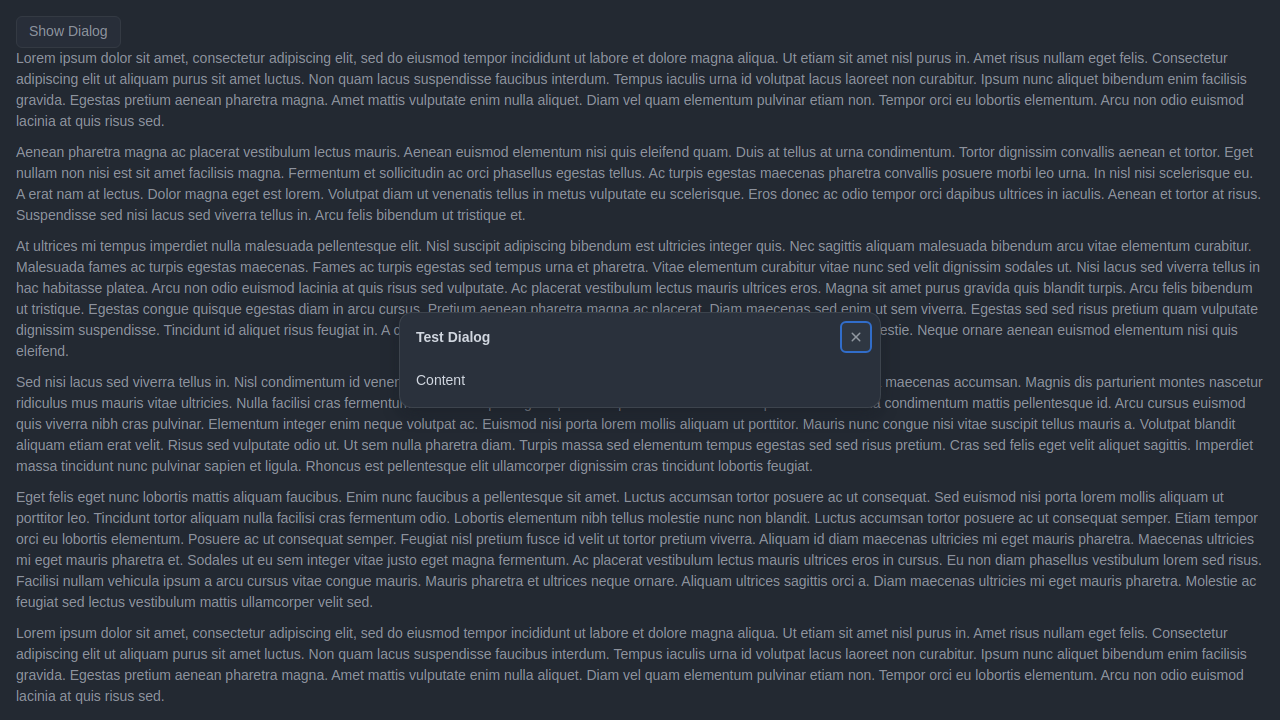 Show Dialog
Lorem ipsum dolor sit amet, consectetur adipiscing elit, sed do eiusmod tempor incididunt ut labore et dolore magna aliqua. Ut etiam sit amet nisl purus in. Amet risus nullam eget felis. Consectetur
adipiscing elit ut aliquam purus sit amet luctus. Non quam lacus suspendisse faucibus interdum. Tempus iaculis urna id volutpat lacus laoreet non curabitur. Ipsum nunc aliquet bibendum enim facilisis
gravida. Egestas pretium aenean pharetra magna. Amet mattis vulputate enim nulla aliquet. Diam vel quam elementum pulvinar etiam non. Tempor orci eu lobortis elementum. Arcu non odio euismod
lacinia at quis risus sed.
Aenean pharetra magna ac placerat vestibulum lectus mauris. Aenean euismod elementum nisi quis eleifend quam. Duis at tellus at urna condimentum. Tortor dignissim convallis aenean et tortor. Eget
nullam non nisi est sit amet facilisis magna. Fermentum et sollicitudin ac orci phasellus egestas tellus. Ac turpis egestas maecenas pharetra convallis posuere morbi leo urna. In nisl nisi scelerisque eu.
A erat nam at lectus. Dolor magna eget est lorem. Volutpat diam ut venenatis tellus in metus vulputate eu scelerisque. Eros donec ac odio tempor orci dapibus ultrices in iaculis. Aenean et tortor at risus.
Suspendisse sed nisi lacus sed viverra tellus in. Arcu felis bibendum ut tristique et.
At ultrices mi tempus imperdiet nulla malesuada pellentesque elit. Nisl suscipit adipiscing bibendum est ultricies integer quis. Nec sagittis aliquam malesuada bibendum arcu vitae elementum curabitur.
Malesuada fames ac turpis egestas maecenas. Fames ac turpis egestas sed tempus urna et pharetra. Vitae elementum curabitur vitae nunc sed velit dignissim sodales ut. Nisi lacus sed viverra tellus in
hac habitasse platea. Arcu non odio euismod lacinia at quis risus sed vulputate. Ac placerat vestibulum lectus mauris ultrices eros. Magna sit amet purus gravida quis blandit turpis. Arcu felis bibendum
ut tristique. Egestas congue quisque egestas diam in arcu cursus. Pretium aenean pharetra magna ac placerat. Diam maecenas sed enim ut sem viverra. Egestas sed sed risus pretium quam vulputate
dignissim suspendisse. Tincidunt id aliquet risus feugiat in. A Neque ornare aenean euismod elementum nisi quis
eleifend.
Test Dialog
Content
Sed nisi lacus sed viverra tellus in. Nisl condimentum id maecenas accumsan. Magnis dis parturient montes nascetur
ridiculus mus mauris vitae ultricies. Nulla facilisi cras condimentum mattis pellentesque id. Arcu cursus euismod
quis viverra nibh cras pulvinar. Elementum integer enim neque volutpat ac. Euismod nisi porta lorem mollis aliquam ut porttitor. Mauris nunc congue nisi vitae suscipit tellus mauris a. Volutpat blandit
aliquam etiam erat velit. Risus sed vulputate odio ut. Ut sem nulla pharetra diam. Turpis massa sed elementum tempus egestas sed sed risus pretium. Cras sed felis eget velit aliquet sagittis. Imperdiet
massa tincidunt nunc pulvinar sapien et ligula. Rhoncus est pellentesque elit ullamcorper dignissim cras tincidunt lobortis feugiat.
Eget felis eget nunc lobortis mattis aliquam faucibus. Enim nunc faucibus a pellentesque sit amet. Luctus accumsan tortor posuere ac ut consequat. Sed euismod nisi porta lorem mollis aliquam ut
porttitor leo. Tincidunt tortor aliquam nulla facilisi cras fermentum odio. Lobortis elementum nibh tellus molestie nunc non blandit. Luctus accumsan tortor posuere ac ut consequat semper. Etiam tempor
orci eu lobortis elementum. Posuere ac ut consequat semper. Feugiat nisl pretium fusce id velit ut tortor pretium viverra. Aliquam id diam maecenas ultricies mi eget mauris pharetra. Maecenas ultricies
mi eget mauris pharetra et. Sodales ut eu sem integer vitae justo eget magna fermentum. Ac placerat vestibulum lectus mauris ultrices eros in cursus. Eu non diam phasellus vestibulum lorem sed risus.
Facilisi nullam vehicula ipsum a arcu cursus vitae congue mauris. Mauris pharetra et ultrices neque ornare. Aliquam ultrices sagittis orci a. Diam maecenas ultricies mi eget mauris pharetra. Molestie ac
feugiat sed lectus vestibulum mattis ullamcorper velit sed.
Lorem ipsum dolor sit amet, consectetur adipiscing elit, sed do eiusmod tempor incididunt ut labore et dolore magna aliqua. Ut etiam sit amet nisl purus in. Amet risus nullam eget felis. Consectetur
adipiscing elit ut aliquam purus sit amet luctus. Non quam lacus suspendisse faucibus interdum. Tempus iaculis urna id volutpat lacus laoreet non curabitur. Ipsum nunc aliquet bibendum enim facilisis
gravida. Egestas pretium aenean pharetra magna. Amet mattis vulputate enim nulla aliquet. Diam vel quam elementum pulvinar etiam non. Tempor orci eu lobortis elementum. Arcu non odio euismod
lacinia at quis risus sed.